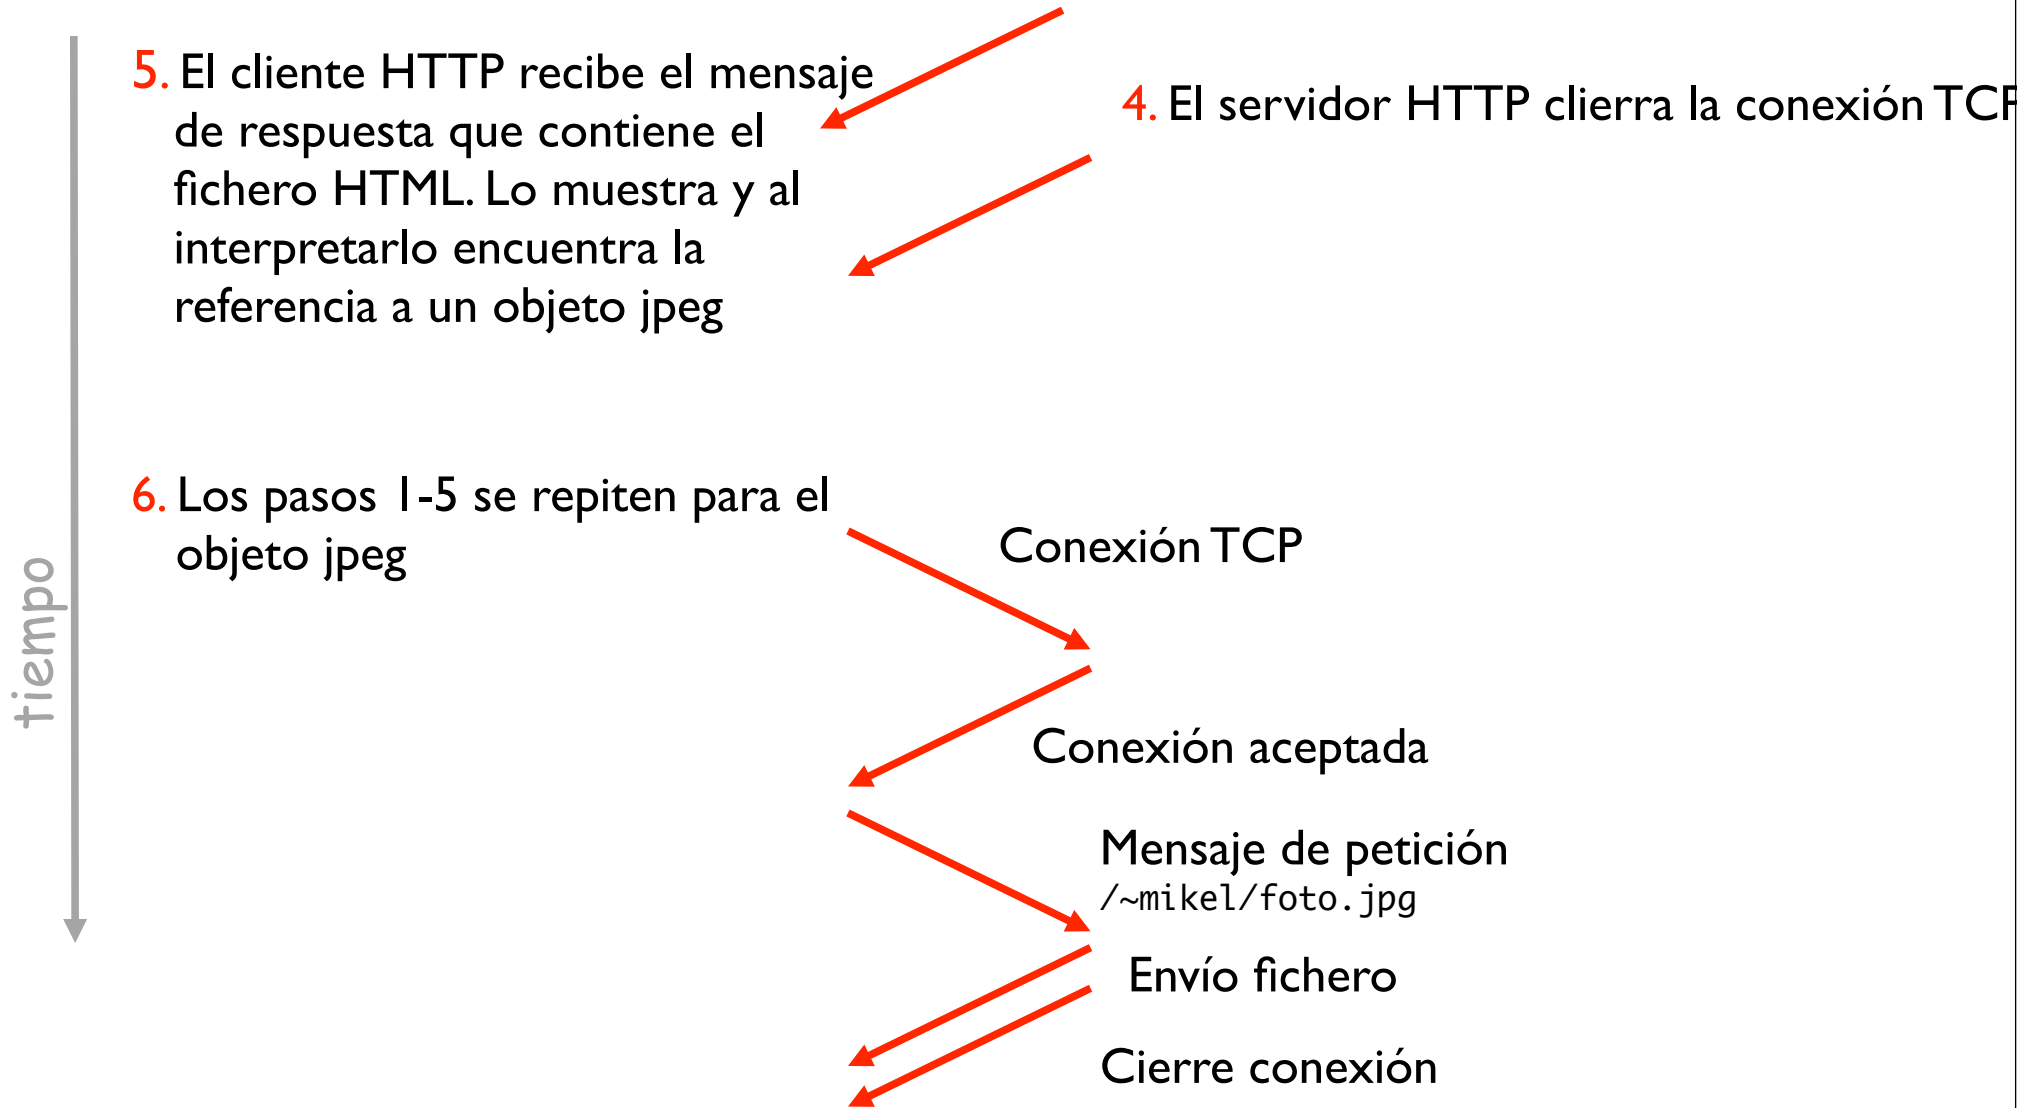 5. El cliente HTTP recibe el mensaje
de respuesta que contiene el
fichero HTML. Lo muestra y al
interpretarlo encuentra la
referencia a un objeto jpeg
4. El servidor HTTP clierra la conexión TCP
6. Los pasos 1-5 se repiten para el
objeto jpeg
tiempo
Conexión TCP
Conexión aceptada
Mensaje de petición
/~mikel/foto.jpg
Envío fichero
Cierre conexión